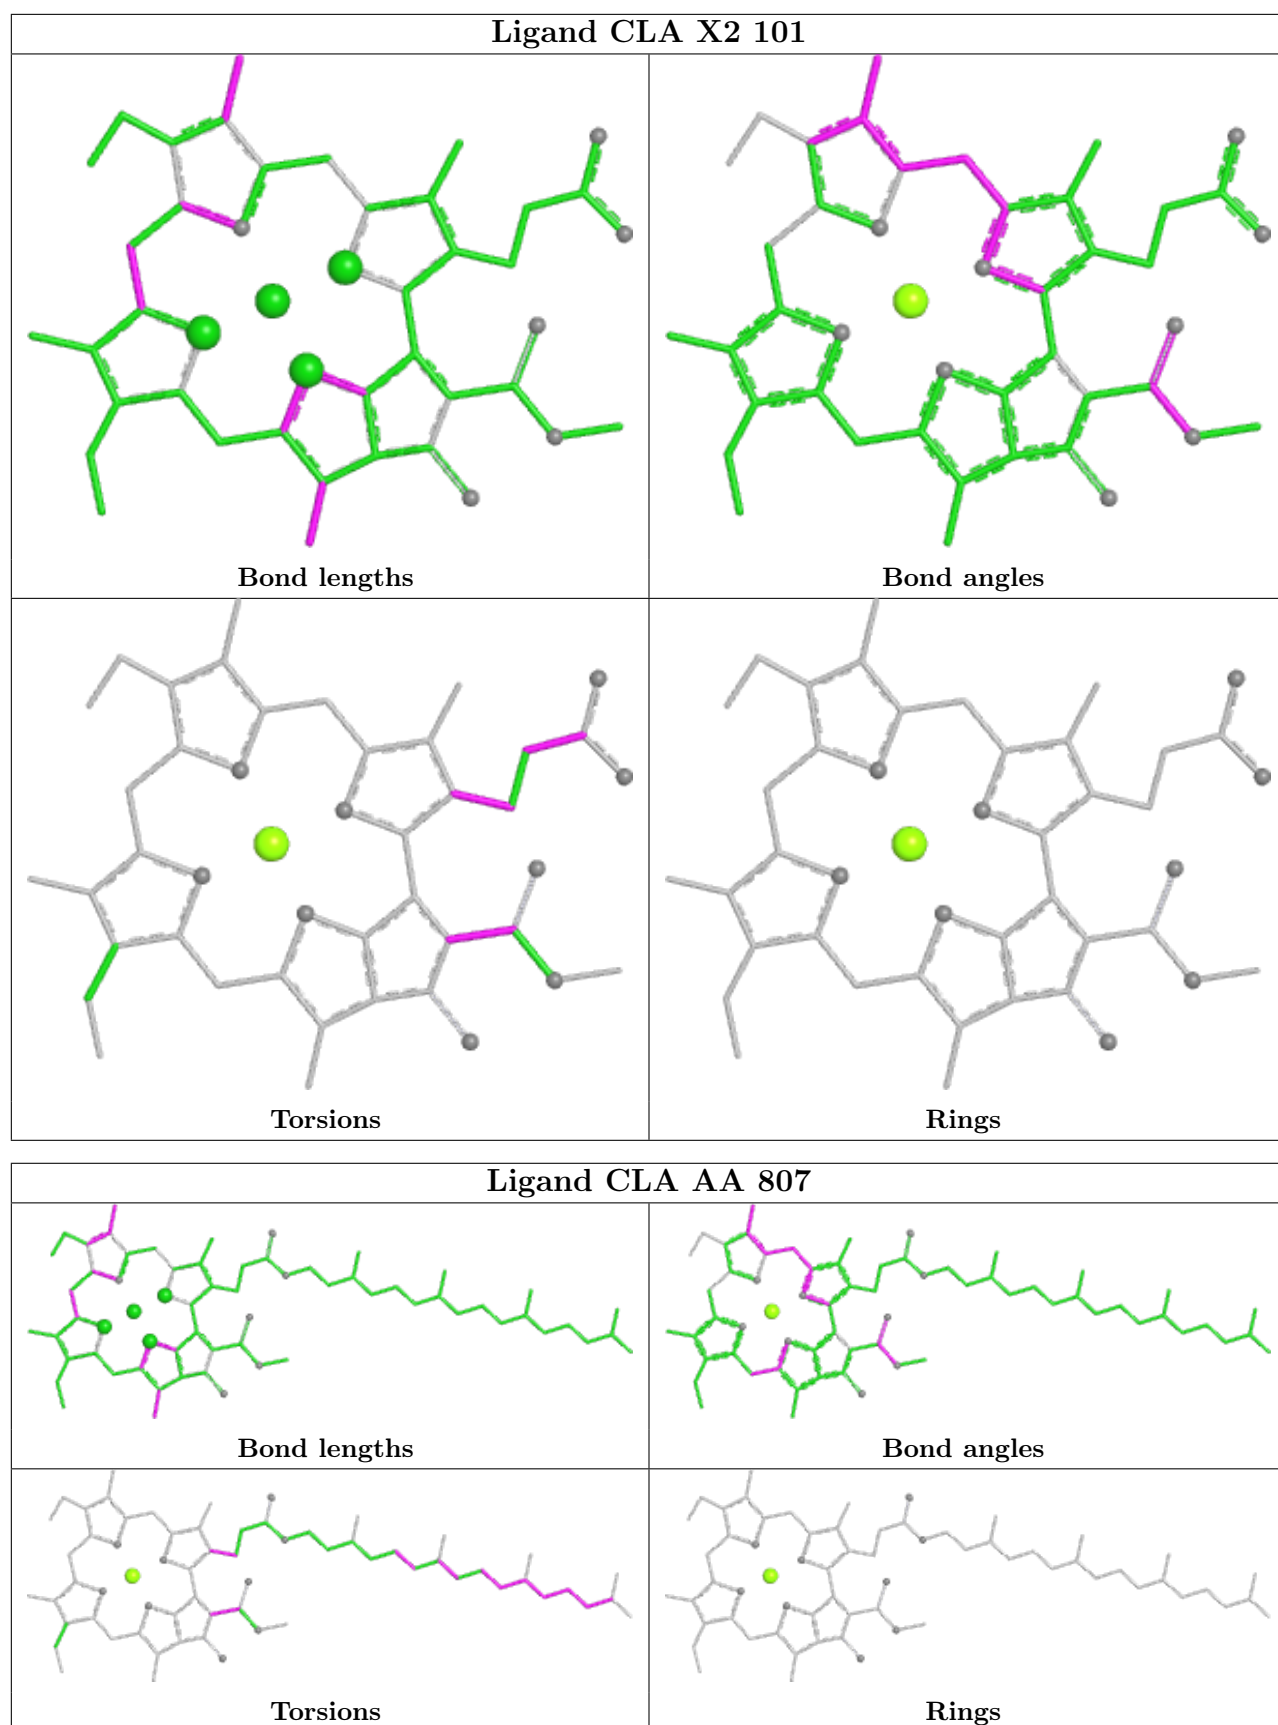 Ligand CLA X2 101
Bond lengths
Bond angles
Torsions
Rings
Ligand CLA AA 807
Bond lengths
Bond angles
Torsions
Rings